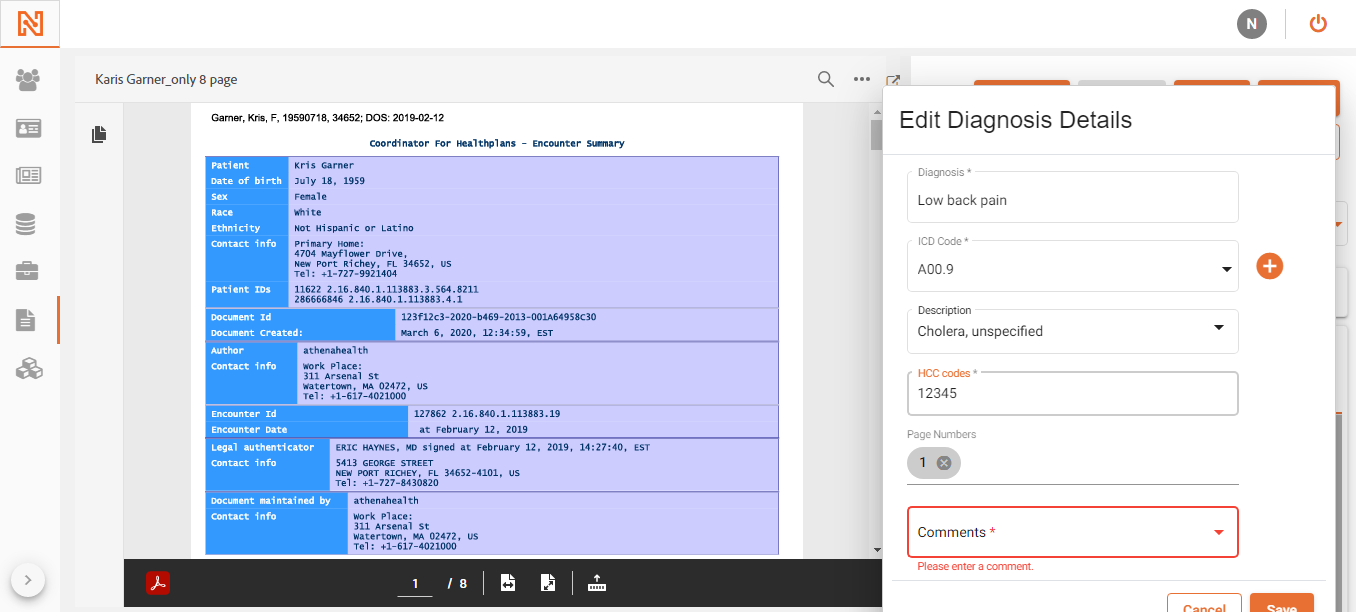 N
Karis Garner_only 8 page
Garner, Kris, F, 19590718, 34652; DOS: 2019-02-12
Coordinator For Healthplans - Encounter Summary
Patient Kris Garner
Date of birth July 18, 1959
Sex Female
Race White
Ethnicity Not Hispanic or Latino
Contact info Primary Home:
4704 Mayflower Drive,
New Port Richey, FL 34652, US
Tel: +1-727-9921404
Patient IDs 11622 2.16.840.1.113883.3.564.8211
286666846 2.16.840.1.113883.4.1
Document Id 123f12c3-2020-b469-2013-001A64958C30
Document Created: March 6, 2020, 12:34:59, EST
Author athenahealth
Contact info Work Place:
311 Arsenal St
Watertown, MA 02472, US
Tel: +1-617-4021000
Encounter Id 127862 2.16.840.1.113883.19
Encounter Date at February 12, 2019
Legal authenticator ERIC HAYNES, MD signed at February 12, 2019, 14:27:40, EST
Contact info 5413 GEORGE STREET
NEW PORT RICHEY, FL 34652-4101, US
Tel: +1-727-8430820
Document maintained by athenahealth
Contact info Work Place:
311 Arsenal St
Watertown, MA 02472, US
Tel: +1-617-4021000
1 / 8
Edit Diagnosis Details
Diagnosis *
Low back pain
ICD Code *
A00.9
Description
Cholera, unspecified
HCC codes *
12345
Page Numbers
1
Comments *
Please enter a comment.
Cancel Save